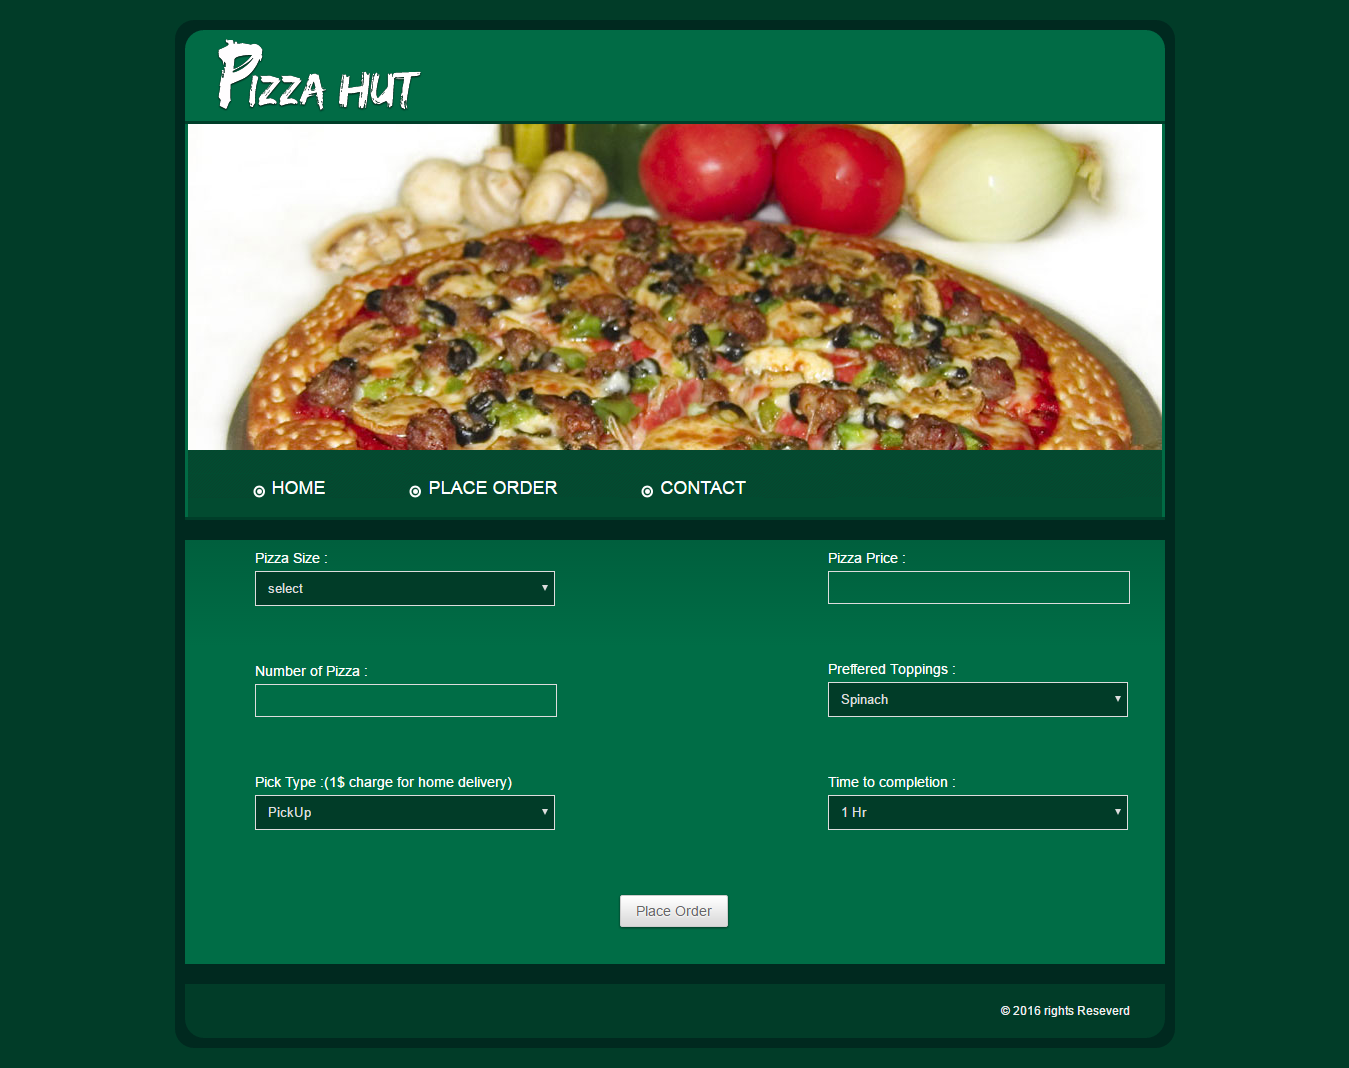 Pizza Hut
HOME PLACE ORDER CONTACT
Pizza Size : Pizza Price :
select
Number of Pizza : Preffered Toppings :
Spinach
Pick Type :(1$ charge for home delivery) Time to completion :
PickUp 1 Hr
Place Order
© 2016 rights Reseverd